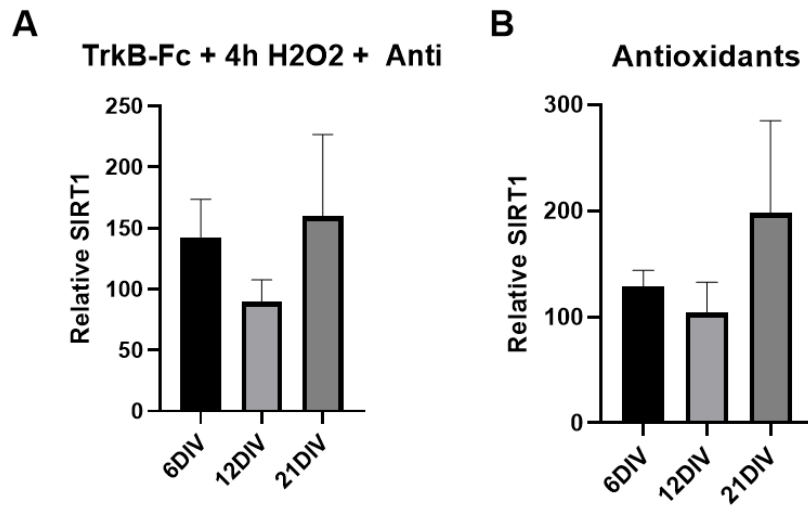 A
TrkB-Fc + 4h H2O2 + Anti
Relative SIRT1
250
200
150
100
50
0
6DIV
12DIV
21DIV
B
Antioxidants
Relative SIRT1
300
200
100
0
6DIV
12DIV
21DIV